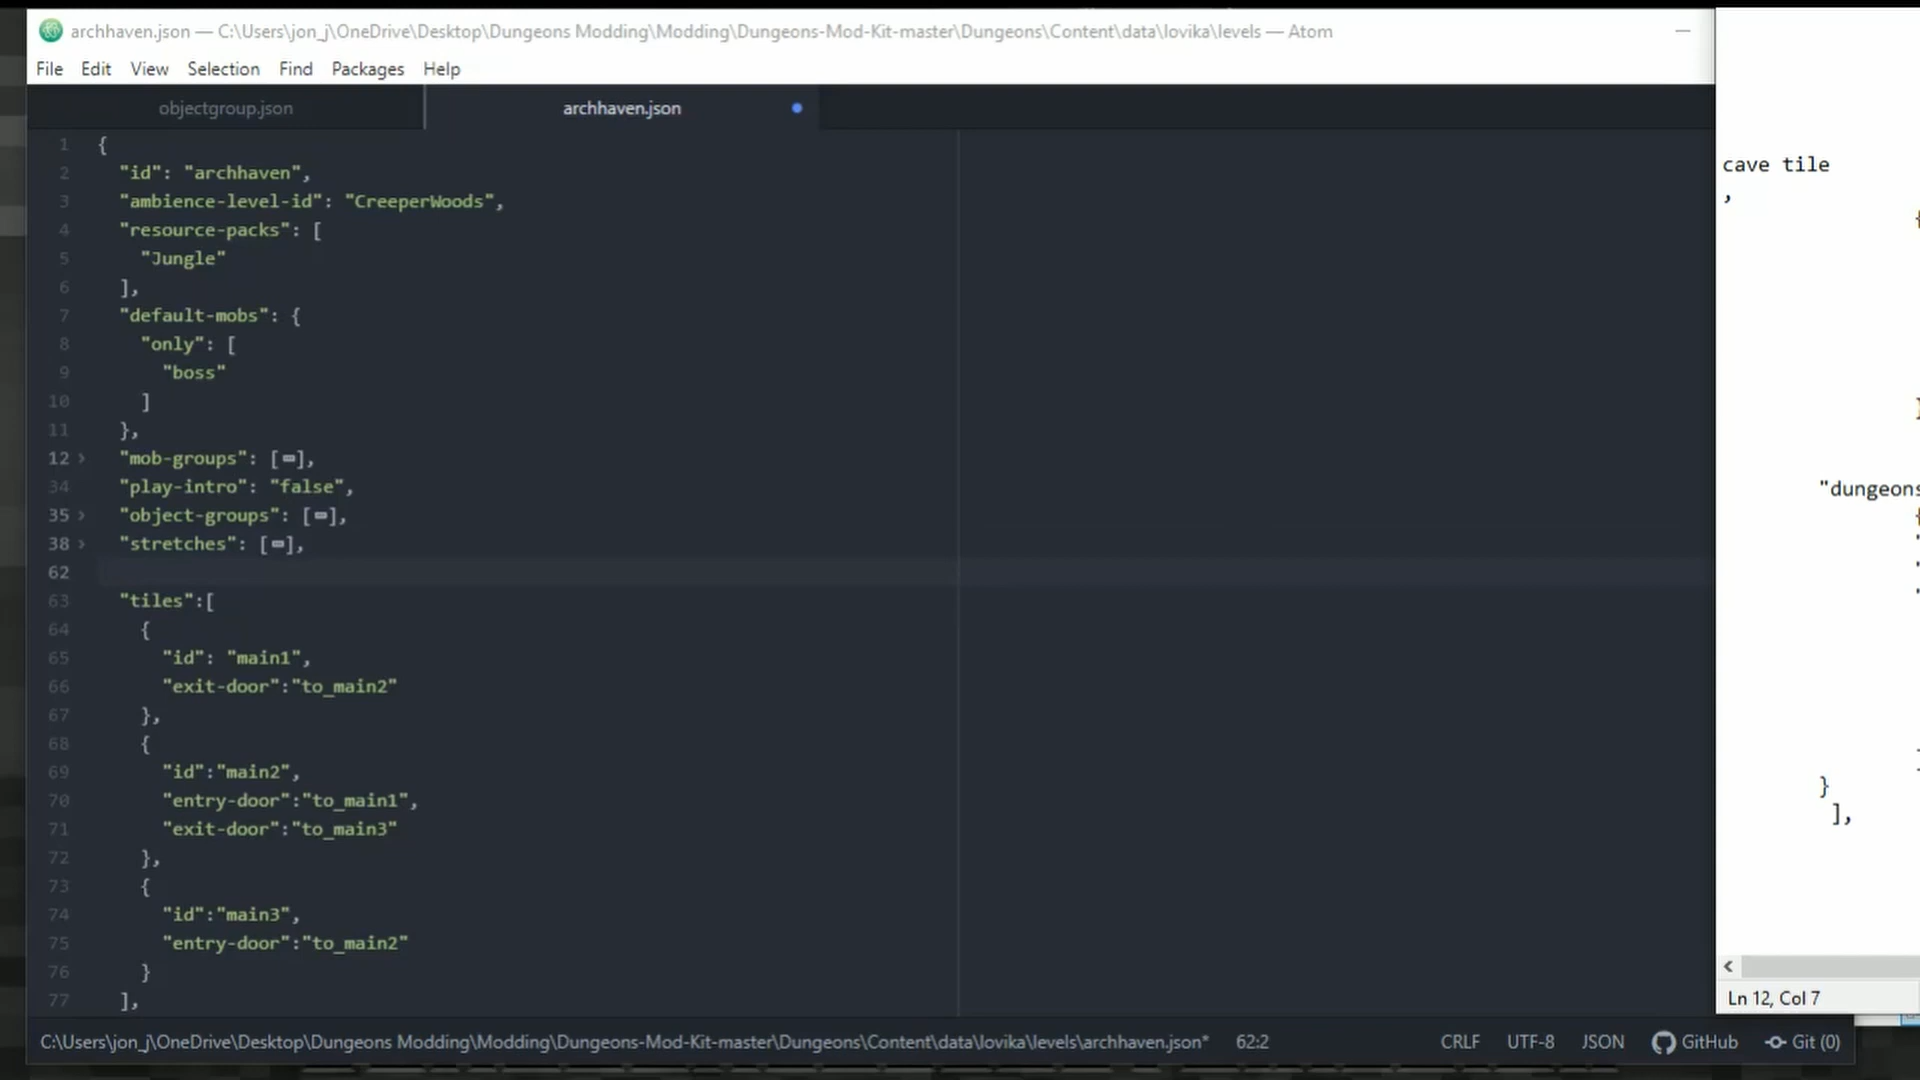 archhaven.json — C:\Users\jon_j\OneDrive\Desktop\Dungeons Modding\Modding\Dungeons-Mod-Kit-master\Dungeons\Content\data\lovika\levels — Atom
File Edit View Selection Find Packages Help
objectgroup.json archhaven.json
1 {
2 "id": "archhaven",
3 "ambience-level-id": "CreeperWoods",
4 "resource-packs": [
5 "Jungle"
6 ],
7 "default-mobs": {
8 "only": [
9 "boss"
10 ]
11 },
12 "mob-groups": [ ],
34 "play-intro": "false",
35 "object-groups": [ ],
38 "stretches": [ ],
62
63 "tiles":[
64 {
65 "id": "main1",
66 "exit-door":"to_main2"
67 },
68 {
69 "id":"main2",
70 "entry-door":"to_main1",
71 "exit-door":"to_main3"
72 },
73 {
74 "id":"main3",
75 "entry-door":"to_main2"
76 }
77 ],
C:\Users\jon_j\OneDrive\Desktop\Dungeons Modding\Modding\Dungeons-Mod-Kit-master\Dungeons\Content\data\lovika\levels\archhaven.json* 62:2 CRLF UTF-8 JSON GitHub Git (0)
cave tile
,
{
"dungeons
}
],
Ln 12, Col 7